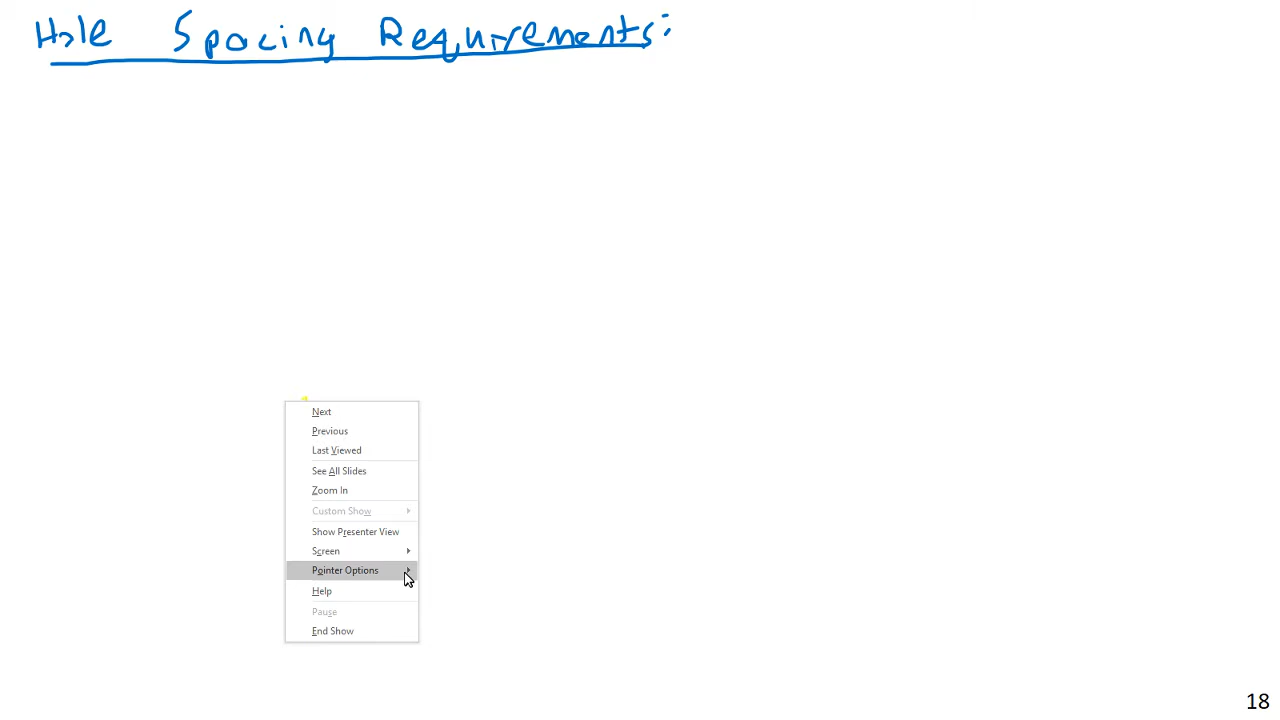 Hole Spacing Requirements:
Next
Previous
Last Viewed
See All Slides
Zoom In
Custom Show
Show Presenter View
Screen
Pointer Options
Help
Pause
End Show
18